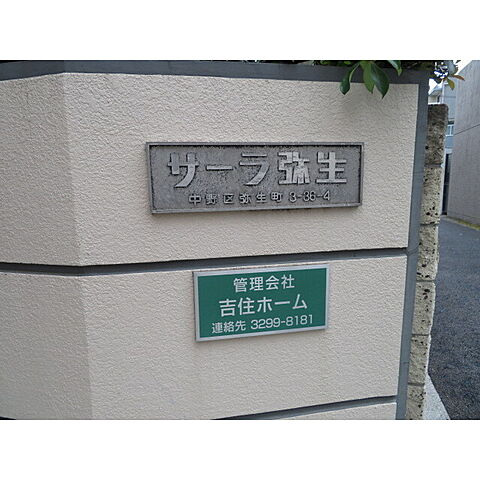 サーラ弥生
中野区弥生町 3-36-4
管理会社
吉住ホーム
連絡先 3299-8181